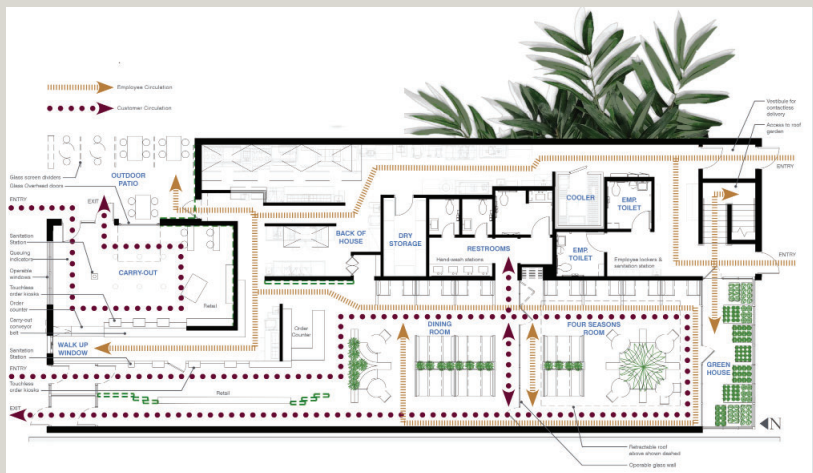 Employee Circulation
Customer Circulation
Vestibule for
contactless
delivery
Access to roof
garden
Glass screen dividers
Glass Overhead doors
OUTDOOR
PATIO
ENTRY
EXIT
ENTRY
Sanitation
Station
Queuing
indicators
Operable
windows
Touchless
order kiosks
Order
counter
Carry-out
conveyor
belt
CARRY-OUT
Retail
BACK OF
HOUSE
DRY
STORAGE
RESTROOMS
Hand-wash stations
COOLER
EMP.
TOILET
EMP.
TOILET
Employee lockers &
sanitation station
ENTRY
WALK UP
WINDOW
Sanitation
Station
ENTRY
Touchless
order kiosks
EXIT
Order
Counter
Retail
DINING
ROOM
FOUR SEASONS
ROOM
GREEN
HOUSE
N
Retractable roof
above shown dashed
Operable glass wall